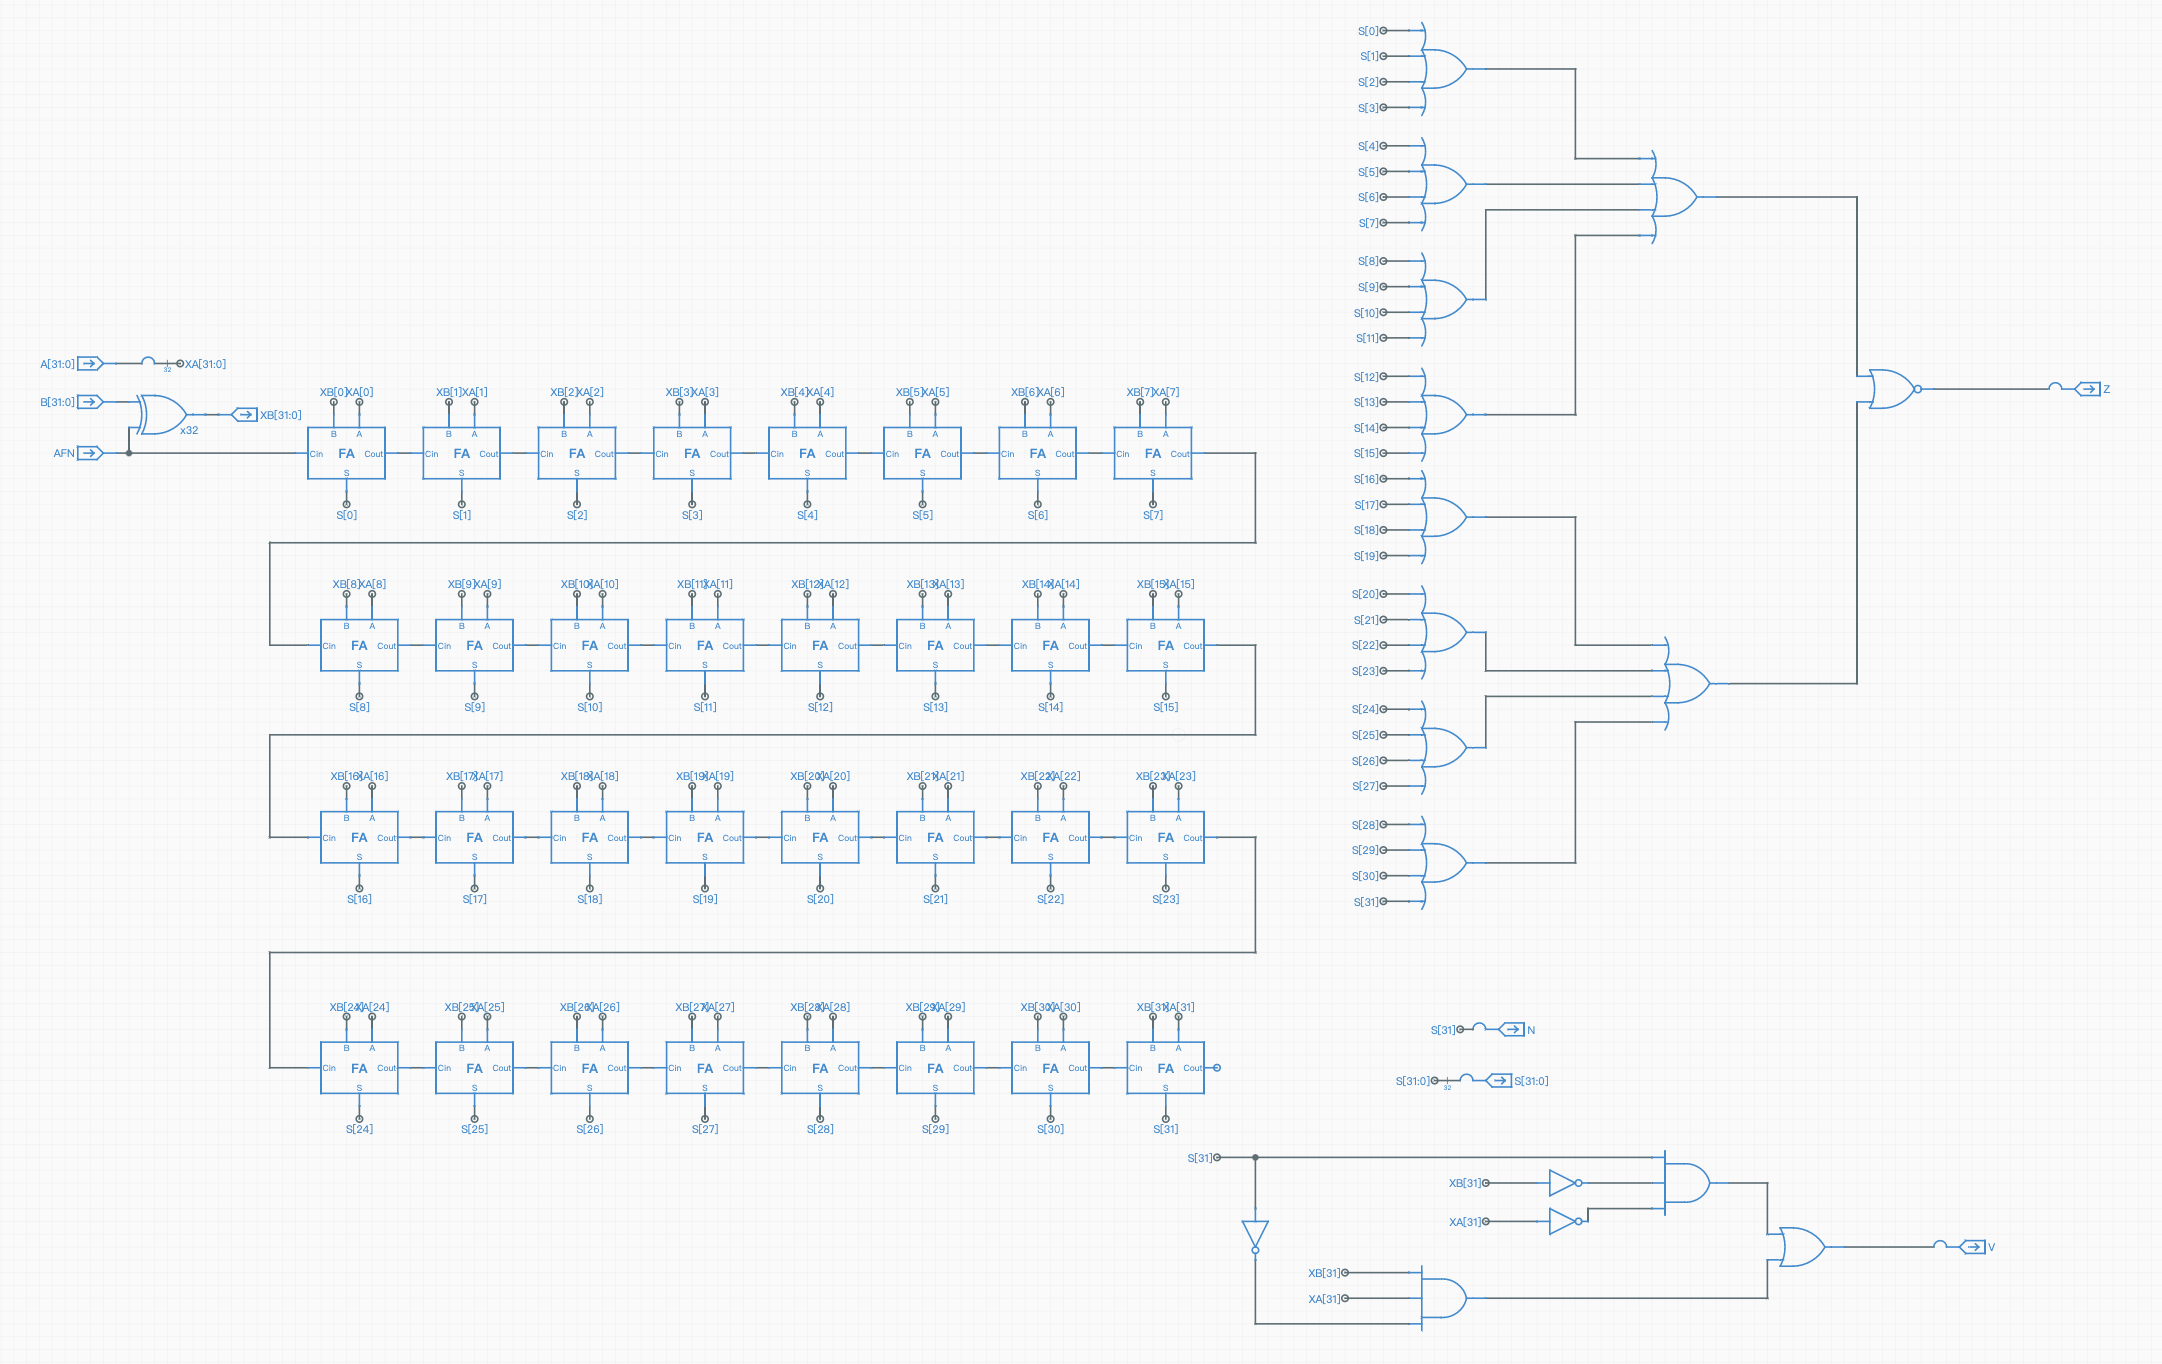 A[31:0] 32 XA[31:0]
B[31:0] x32 XB[31:0]
AFN
XB[0] XA[0] XB[1] XA[1] XB[2] XA[2] XB[3] XA[3] XB[4] XA[4] XB[5] XA[5] XB[6] XA[6] XB[7] XA[7]
B A B A B A B A B A B A B A B A
Cin FA Cout Cin FA Cout Cin FA Cout Cin FA Cout Cin FA Cout Cin FA Cout Cin FA Cout Cin FA Cout
S S S S S S S S
S[0] S[1] S[2] S[3] S[4] S[5] S[6] S[7]
XB[8] XA[8] XB[9] XA[9] XB[10] XA[10] XB[11] XA[11] XB[12] XA[12] XB[13] XA[13] XB[14] XA[14] XB[15] XA[15]
B A B A B A B A B A B A B A B A
Cin FA Cout Cin FA Cout Cin FA Cout Cin FA Cout Cin FA Cout Cin FA Cout Cin FA Cout Cin FA Cout
S S S S S S S S
S[8] S[9] S[10] S[11] S[12] S[13] S[14] S[15]
XB[16] XA[16] XB[17] XA[17] XB[18] XA[18] XB[19] XA[19] XB[20] XA[20] XB[21] XA[21] XB[22] XA[22] XB[23] XA[23]
B A B A B A B A B A B A B A B A
Cin FA Cout Cin FA Cout Cin FA Cout Cin FA Cout Cin FA Cout Cin FA Cout Cin FA Cout Cin FA Cout
S S S S S S S S
S[16] S[17] S[18] S[19] S[20] S[21] S[22] S[23]
XB[24] XA[24] XB[25] XA[25] XB[26] XA[26] XB[27] XA[27] XB[28] XA[28] XB[29] XA[29] XB[30] XA[30] XB[31] XA[31]
B A B A B A B A B A B A B A B A
Cin FA Cout Cin FA Cout Cin FA Cout Cin FA Cout Cin FA Cout Cin FA Cout Cin FA Cout Cin FA Cout
S S S S S S S S
S[24] S[25] S[26] S[27] S[28] S[29] S[30] S[31]
S[0]
S[1]
S[2]
S[3]
S[4]
S[5]
S[6]
S[7]
S[8]
S[9]
S[10]
S[11]
S[12]
S[13]
S[14]
S[15]
S[16]
S[17]
S[18]
S[19]
S[20]
S[21]
S[22]
S[23]
S[24]
S[25]
S[26]
S[27]
S[28]
S[29]
S[30]
S[31]
Z
S[31] N
S[31:0] 32 S[31:0]
S[31]
XB[31]
XA[31]
XB[31]
XA[31]
V